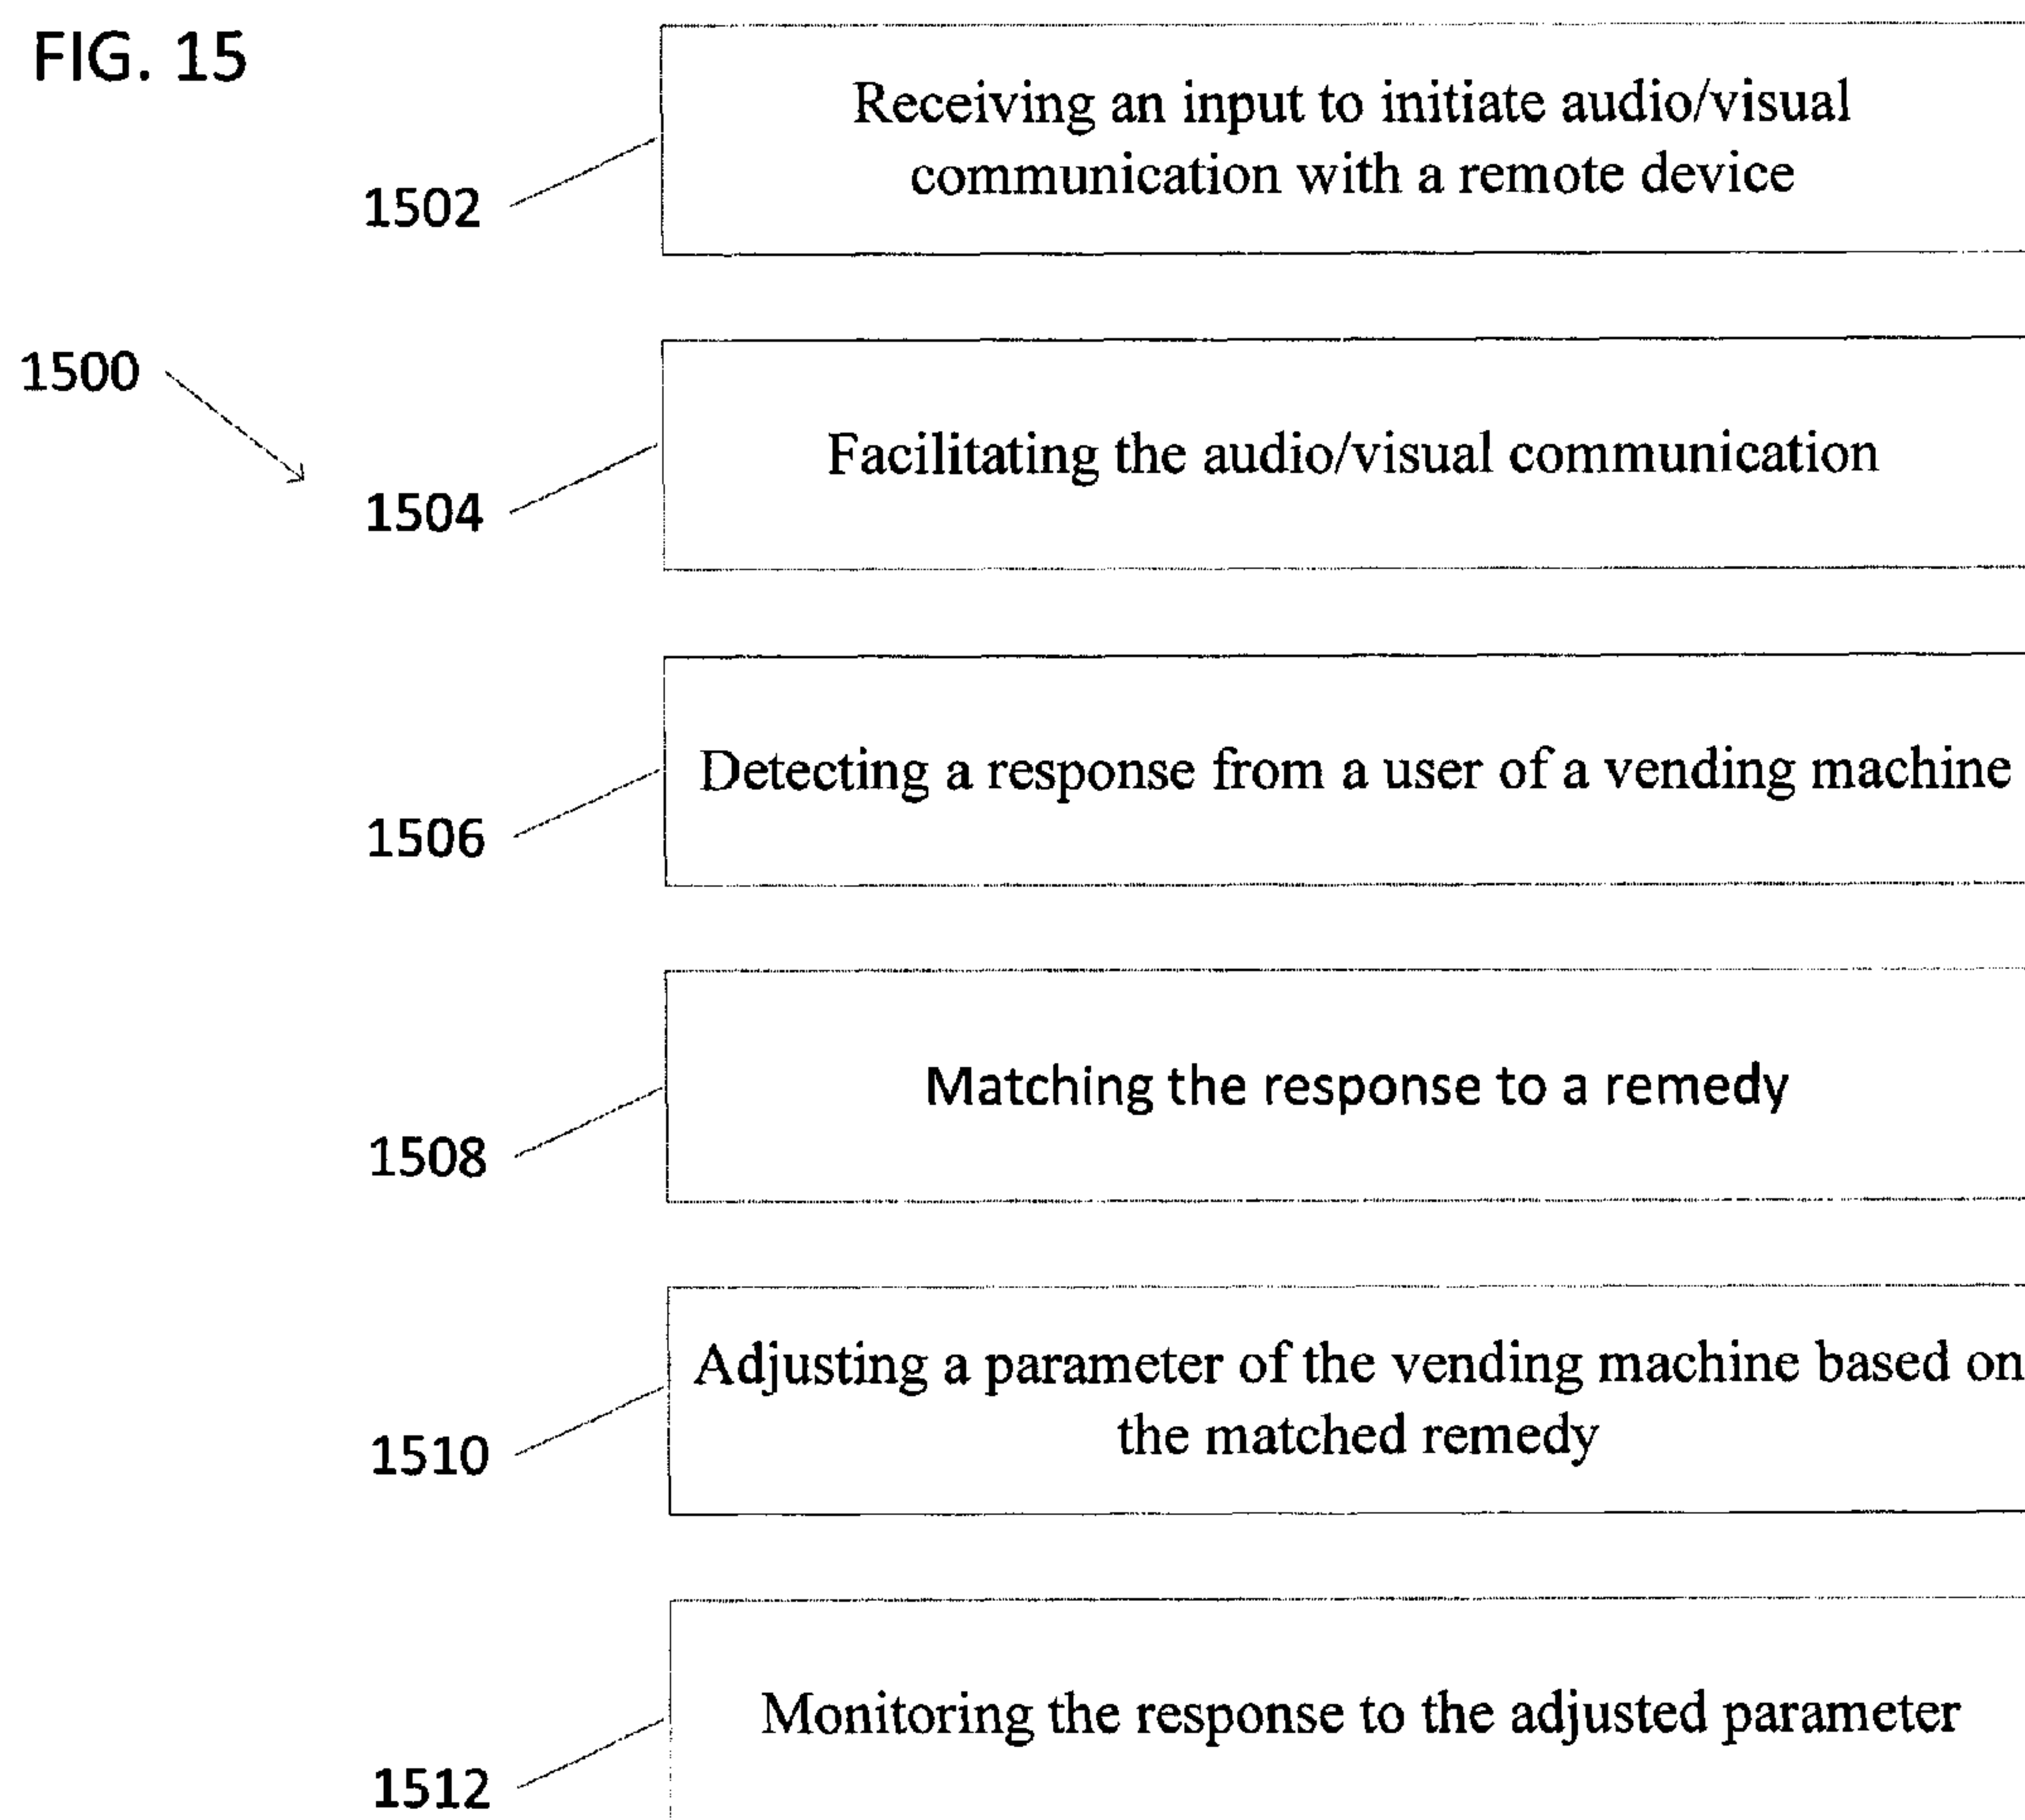 FIG. 15
Receiving an input to initiate audio/visual
communication with a remote device
1502
1500
Facilitating the audio/visual communication
1504
Detecting a response from a user of a vending machine
1506
Matching the response to a remedy
1508
Adjusting a parameter of the vending machine based on
the matched remedy
1510
Monitoring the response to the adjusted parameter
1512